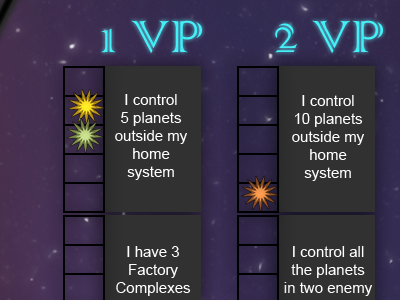 1 VP
2 VP
I control
5 planets
outside my
home
system
I control
10 planets
outside my
home
system
I have 3
Factory
Complexes
I control all
the planets
in two enemy